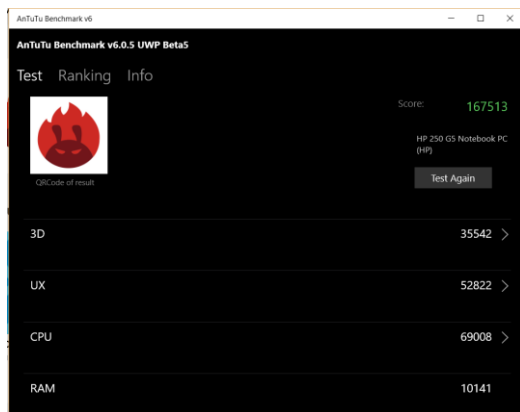 AnTuTu Benchmark v6
AnTuTu Benchmark v6.0.5 UWP Beta5
Test Ranking Info
Score: 167513
HP 250 G5 Notebook PC
(HP)
QRCode of result
Test Again
3D 35542
UX 52822
CPU 69008
RAM 10141